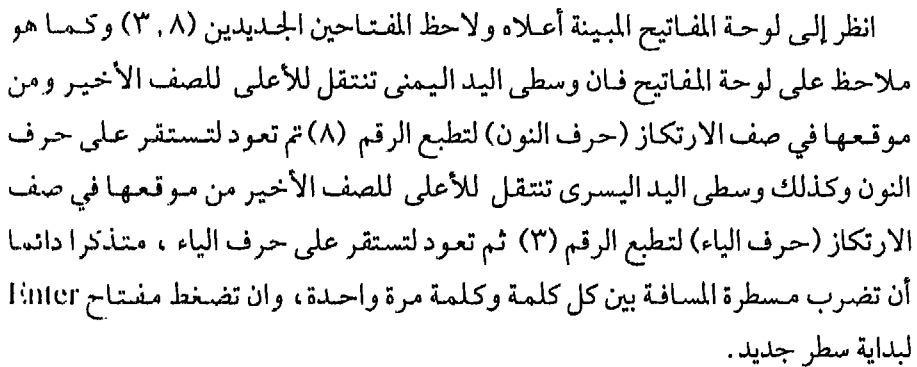 انظر إلى لوحة المفاتيح المبينة أعلاه ولاحظ المفتاحين الجديدين (٣,٨) وكما هو
ملاحظ على لوحة المفاتيح فان وسطى اليد اليمنى تنتقل للأعلى للصف الأخير ومن
موقعها في صف الارتكاز (حرف النون) لتطبع الرقم (٨) ثم تعود لتستقر على حرف
النون وكذلك وسطى اليد اليسرى تنتقل للأعلى للصف الأخير من موقعها في صف
الارتكاز (حرف الياء) لتطبع الرقم (٣) ثم تعود لتستقر على حرف الياء ، متذكرا دائما
أن تضرب مسطرة المسافة بين كل كلمة وكلمة مرة واحدة، وان تضغط مفتاح Enter
لبداية سطر جديد.